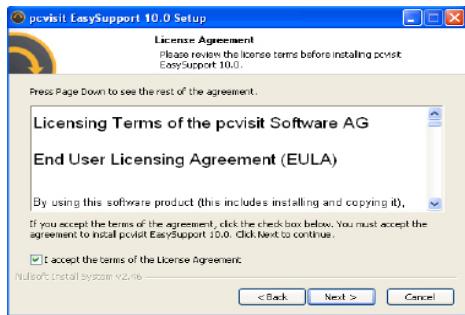 pcvisit EasySupport 10.0 Setup
License Agreement
Please review the license terms before installing pcvisit
EasySupport 10.0.
Press Page Down to see the rest of the agreement.
Licensing Terms of the pcvisit Software AG
End User Licensing Agreement (EULA)
By using this software product (this includes installing and copying it),
If you accept the terms of the agreement, click the check box below. You must accept the
agreement to install pcvisit EasySupport 10.0. Click Next to continue.
I accept the terms of the License Agreement
Nullsoft Install System v2.46
< Back
Next >
Cancel